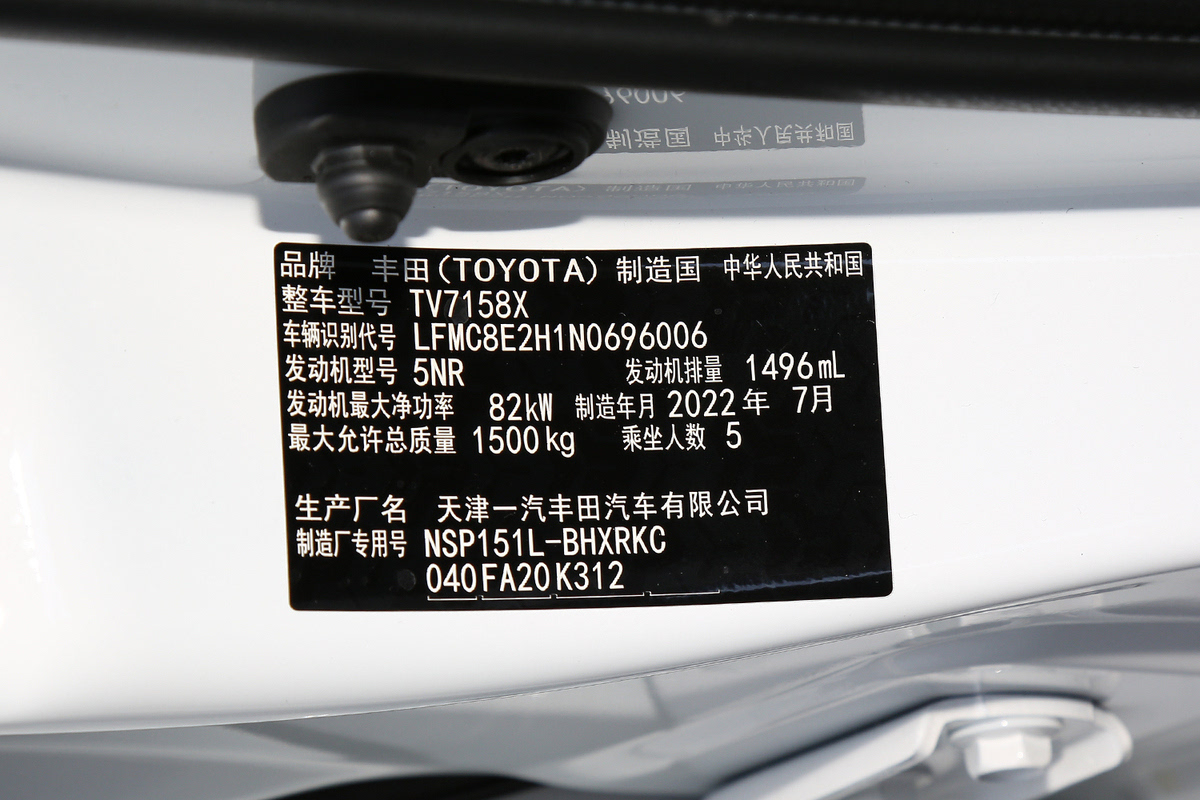 品牌 丰田(TOYOTA) 制造国 中华人民共和国
整车型号 TV7158X
车辆识别代号 LFMC8E2H1N0696006
发动机型号 5NR 发动机排量 1496mL
发动机最大净功率 82kW 制造年月 2022年 7月
最大允许总质量 1500kg 乘坐人数 5
生产厂名 天津一汽丰田汽车有限公司
制造厂专用号 NSP151L-BHXRKC
040FA20K312